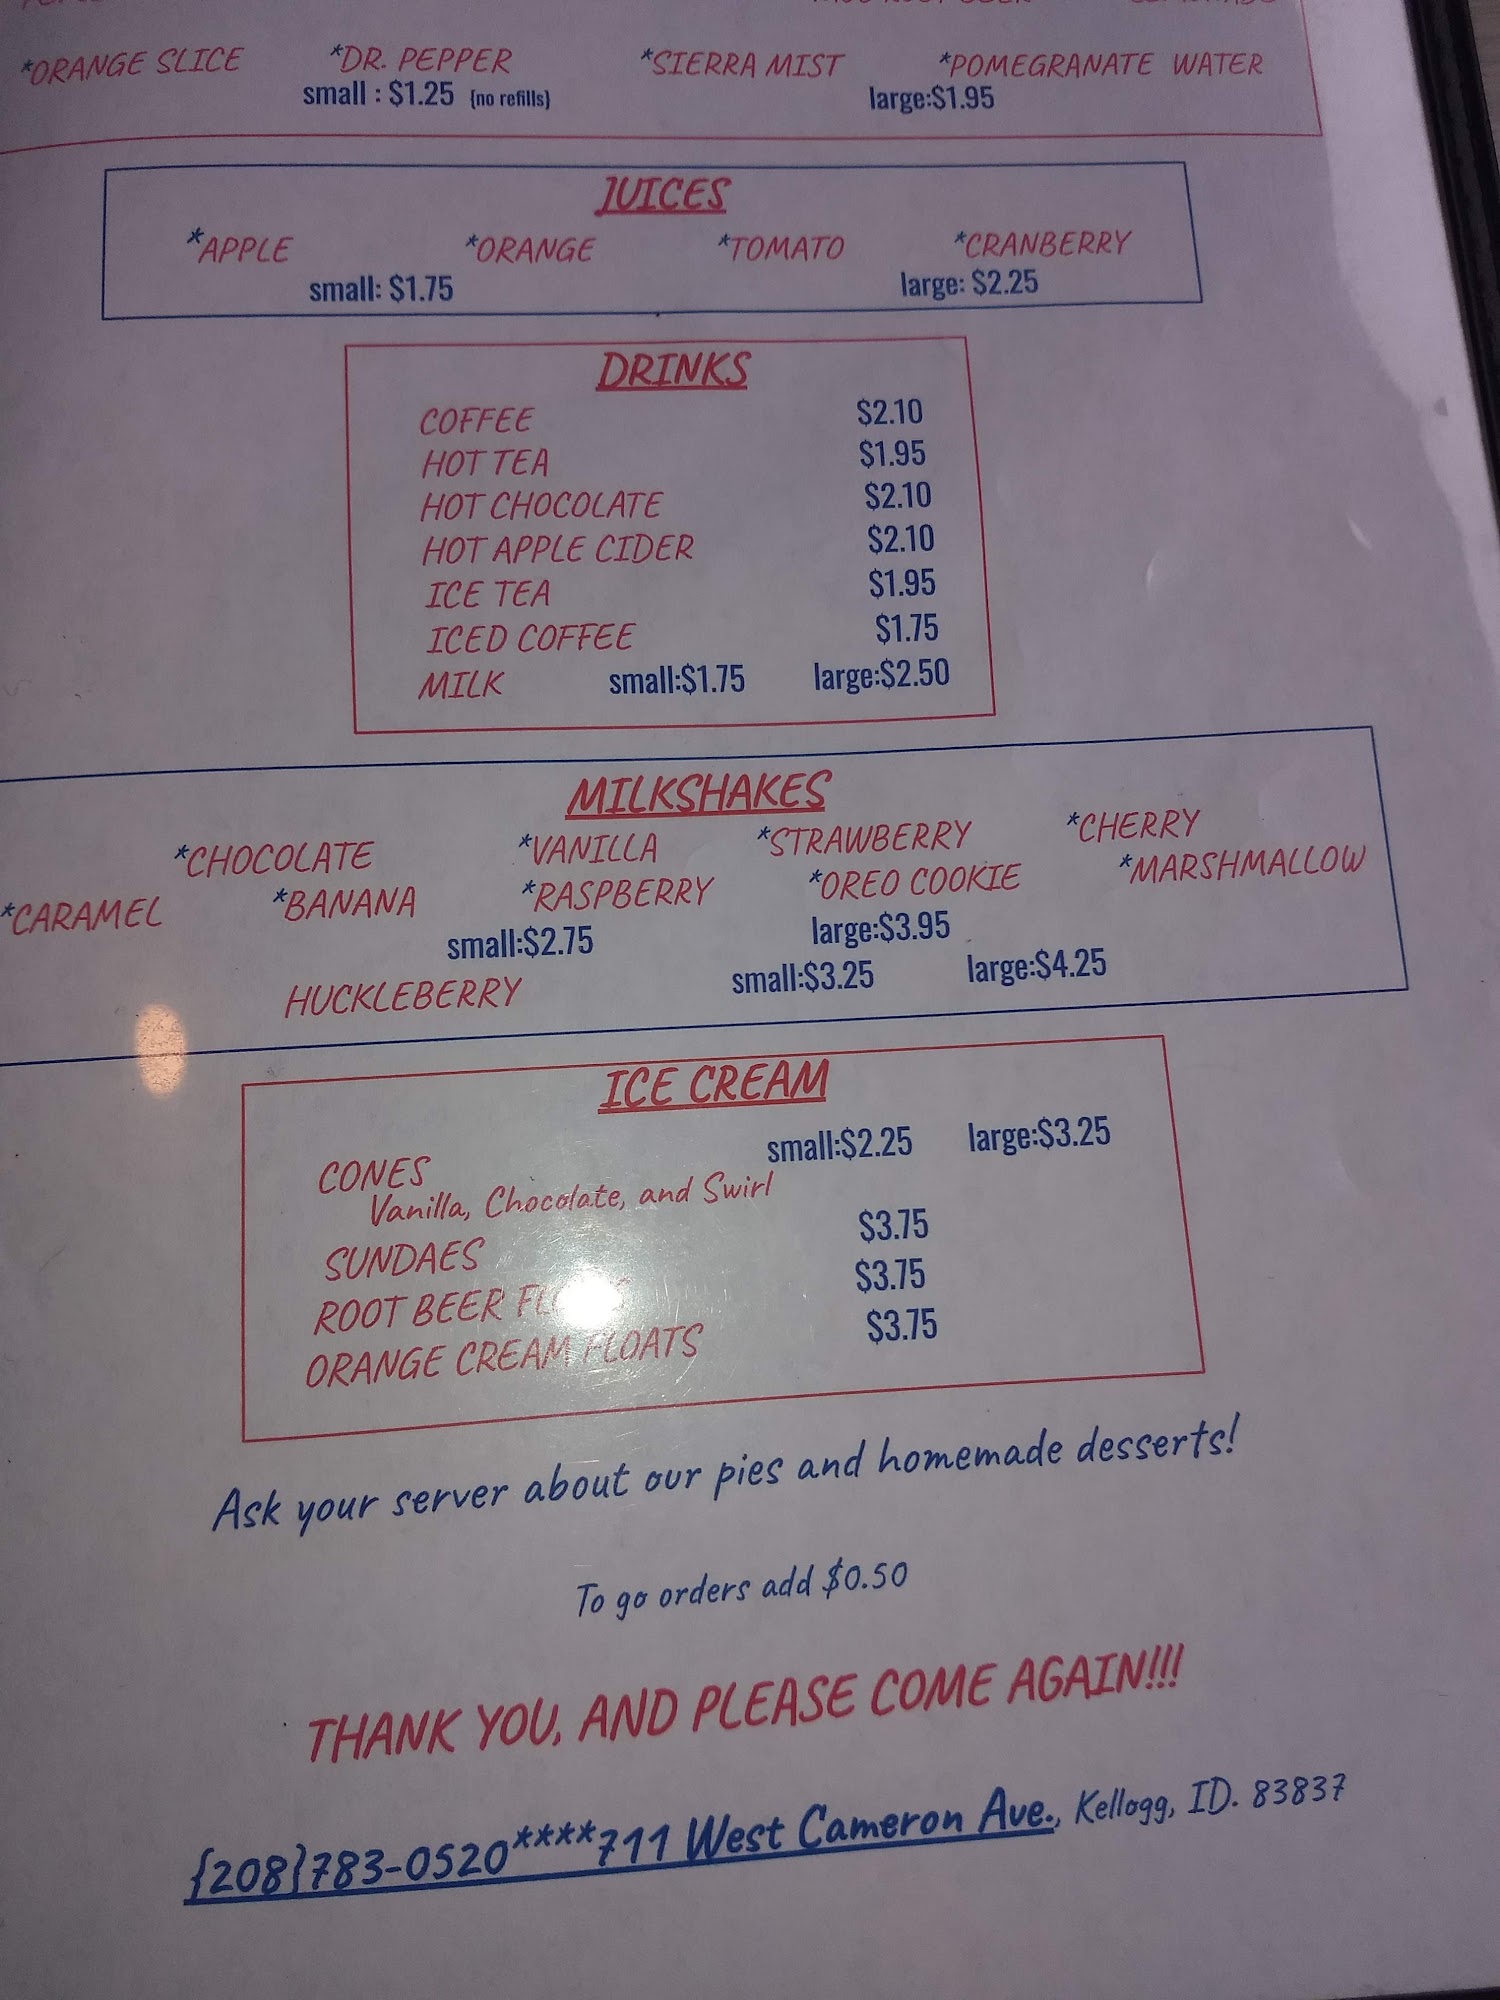 *ORANGE SLICE *DR. PEPPER *SIERRA MIST *POMEGRANATE WATER
small : $1.25 (no refills) large:$1.95
JUICES
*APPLE *ORANGE *TOMATO *CRANBERRY
small: $1.75 large: $2.25
DRINKS
COFFEE $2.10
HOT TEA $1.95
HOT CHOCOLATE $2.10
HOT APPLE CIDER $2.10
ICE TEA $1.95
ICED COFFEE $1.75
MILK small:$1.75 large:$2.50
MILKSHAKES
*CHOCOLATE *VANILLA *STRAWBERRY *CHERRY
*CARAMEL *BANANA *RASPBERRY *OREO COOKIE *MARSHMALLOW
small:$2.75 large:$3.95
HUCKLEBERRY small:$3.25 large:$4.25
ICE CREAM
CONES small:$2.25 large:$3.25
Vanilla, Chocolate, and Swirl
SUNDAES $3.75
ROOT BEER $3.75
ORANGE CREAM FLOATS $3.75
Ask your server about our pies and homemade desserts!
To go orders add $0.50
THANK YOU, AND PLEASE COME AGAIN!!!
{208}783-0520****711 West Cameron Ave., Kellogg, ID. 83837